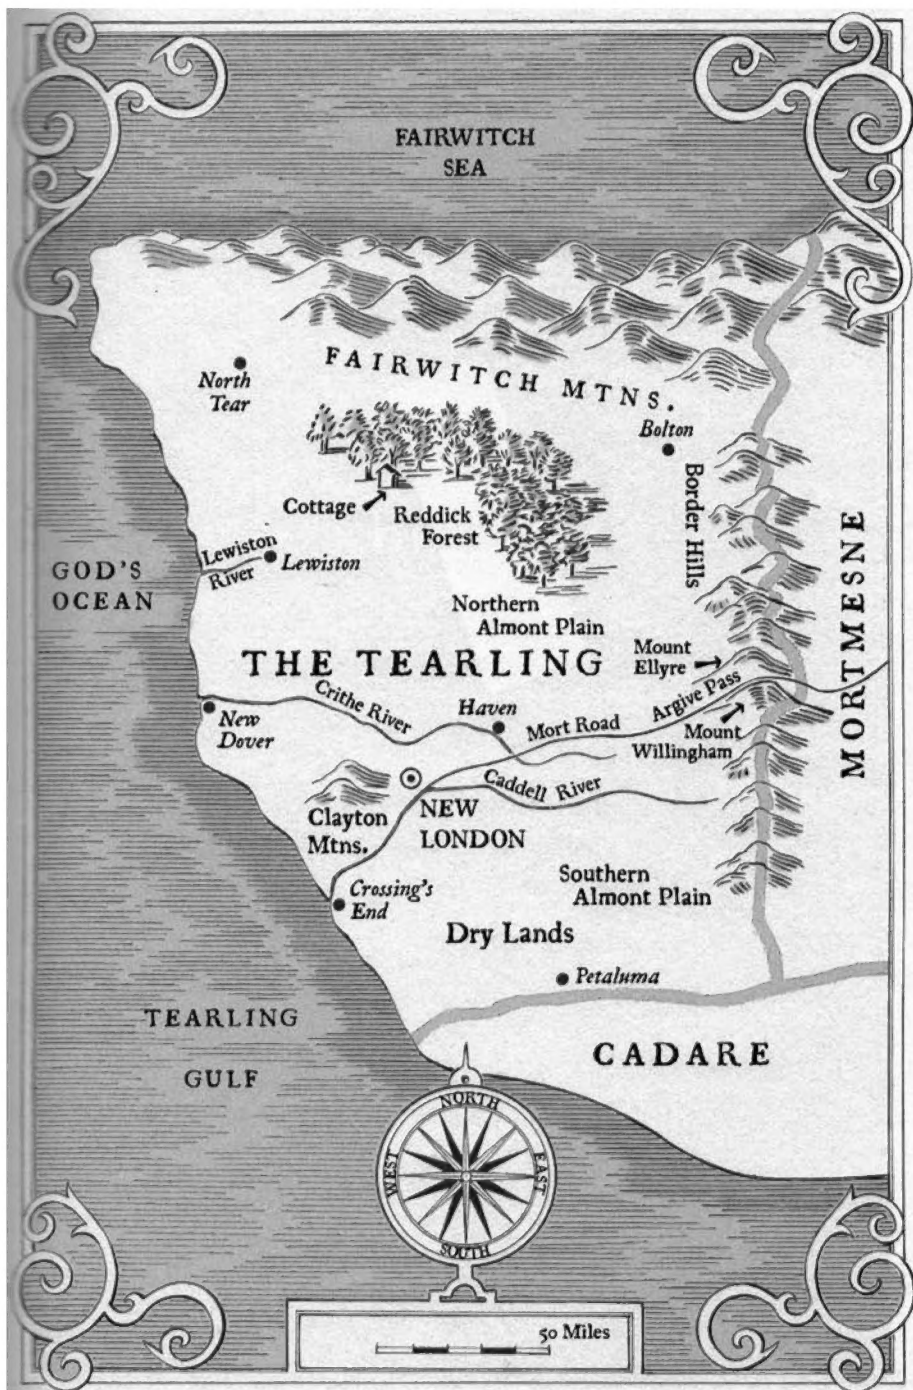 FAIRWITCH
SEA
FAIRWITCH MTNS.
North
Tear
Bolton
Cottage
Reddick
Forest
Border Hills
MORTMESNE
Lewiston
River
Lewiston
GOD'S
OCEAN
Northern
Almont Plain
THE TEARLING
Mount
Ellyre
Argive Pass
Crithe River
Haven
Mort Road
New
Dover
Mount
Willingham
Caddell River
Clayton
Mtns.
NEW
LONDON
Southern
Almont Plain
Crossing's
End
Dry Lands
Petaluma
TEARLING
GULF
CADARE
NORTH
WEST
EAST
SOUTH
50 Miles